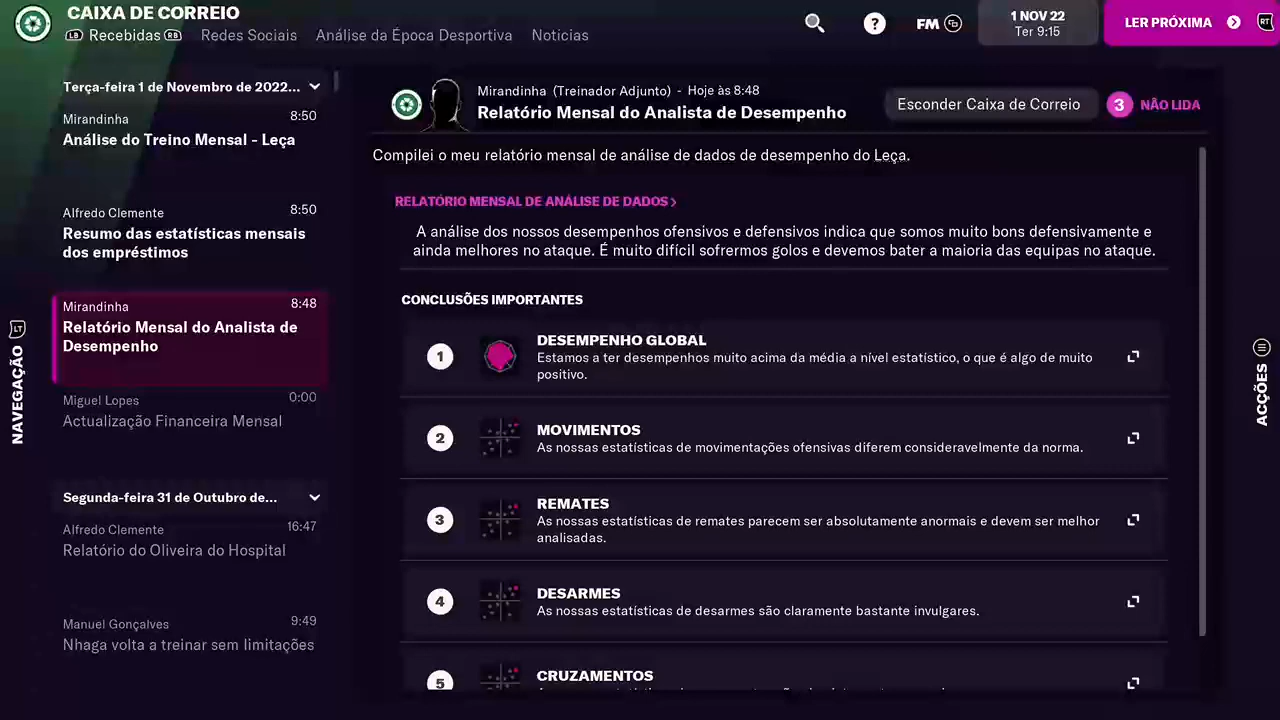 CAIXA DE CORREIO
LB Recebidas RB Redes Sociais Análise da Época Desportiva Notícias
?
FM
1 NOV 22
Ter 9:15
LER PRÓXIMA
RT
Terça-feira 1 de Novembro de 2022...
Mirandinha 8:50
Análise do Treino Mensal - Leça
Alfredo Clemente 8:50
Resumo das estatísticas mensais
dos empréstimos
Mirandinha 8:48
Relatório Mensal do Analista de
Desempenho
Miguel Lopes 0:00
Actualização Financeira Mensal
Segunda-feira 31 de Outubro de...
Alfredo Clemente 16:47
Relatório do Oliveira do Hospital
Manuel Gonçalves 9:49
Nhaga volta a treinar sem limitações
LT
NAVEGAÇÃO
Mirandinha (Treinador Adjunto) - Hoje às 8:48
Relatório Mensal do Analista de Desempenho
Esconder Caixa de Correio
3 NÃO LIDA
Compilei o meu relatório mensal de análise de dados de desempenho do Leça.
RELATÓRIO MENSAL DE ANÁLISE DE DADOS >
A análise dos nossos desempenhos ofensivos e defensivos indica que somos muito bons defensivamente e
ainda melhores no ataque. É muito difícil sofrermos golos e devemos bater a maioria das equipas no ataque.
CONCLUSÕES IMPORTANTES
1
DESEMPENHO GLOBAL
Estamos a ter desempenhos muito acima da média a nível estatístico, o que é algo de muito
positivo.
2
MOVIMENTOS
As nossas estatísticas de movimentações ofensivas diferem consideravelmente da norma.
3
REMATES
As nossas estatísticas de remates parecem ser absolutamente anormais e devem ser melhor
analisadas.
4
DESARMES
As nossas estatísticas de desarmes são claramente bastante invulgares.
5
CRUZAMENTOS
ACÇÕES